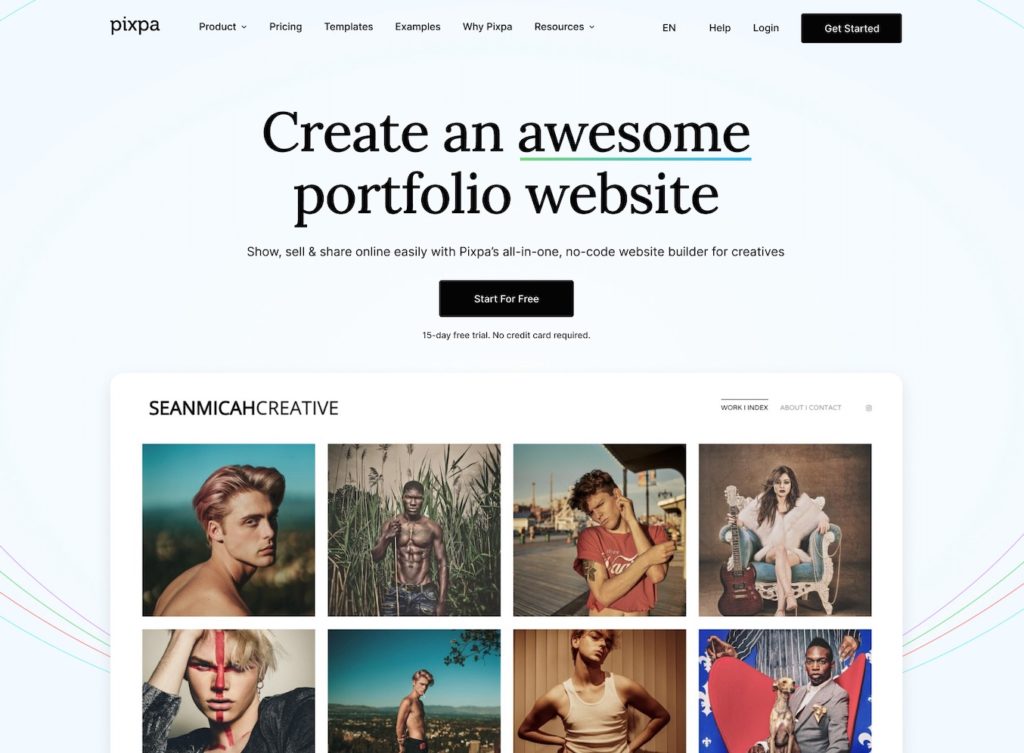 pixpa
Product
Pricing
Templates
Examples
Why Pixpa
Resources
EN
Help
Login
Get Started
Create an awesome
portfolio website
Show, sell & share online easily with Pixpa’s all-in-one, no-code website builder for creatives
Start For Free
15-day free trial. No credit card required.
SEANMICAHCREATIVE
WORK I INDEX
ABOUT I CONTACT